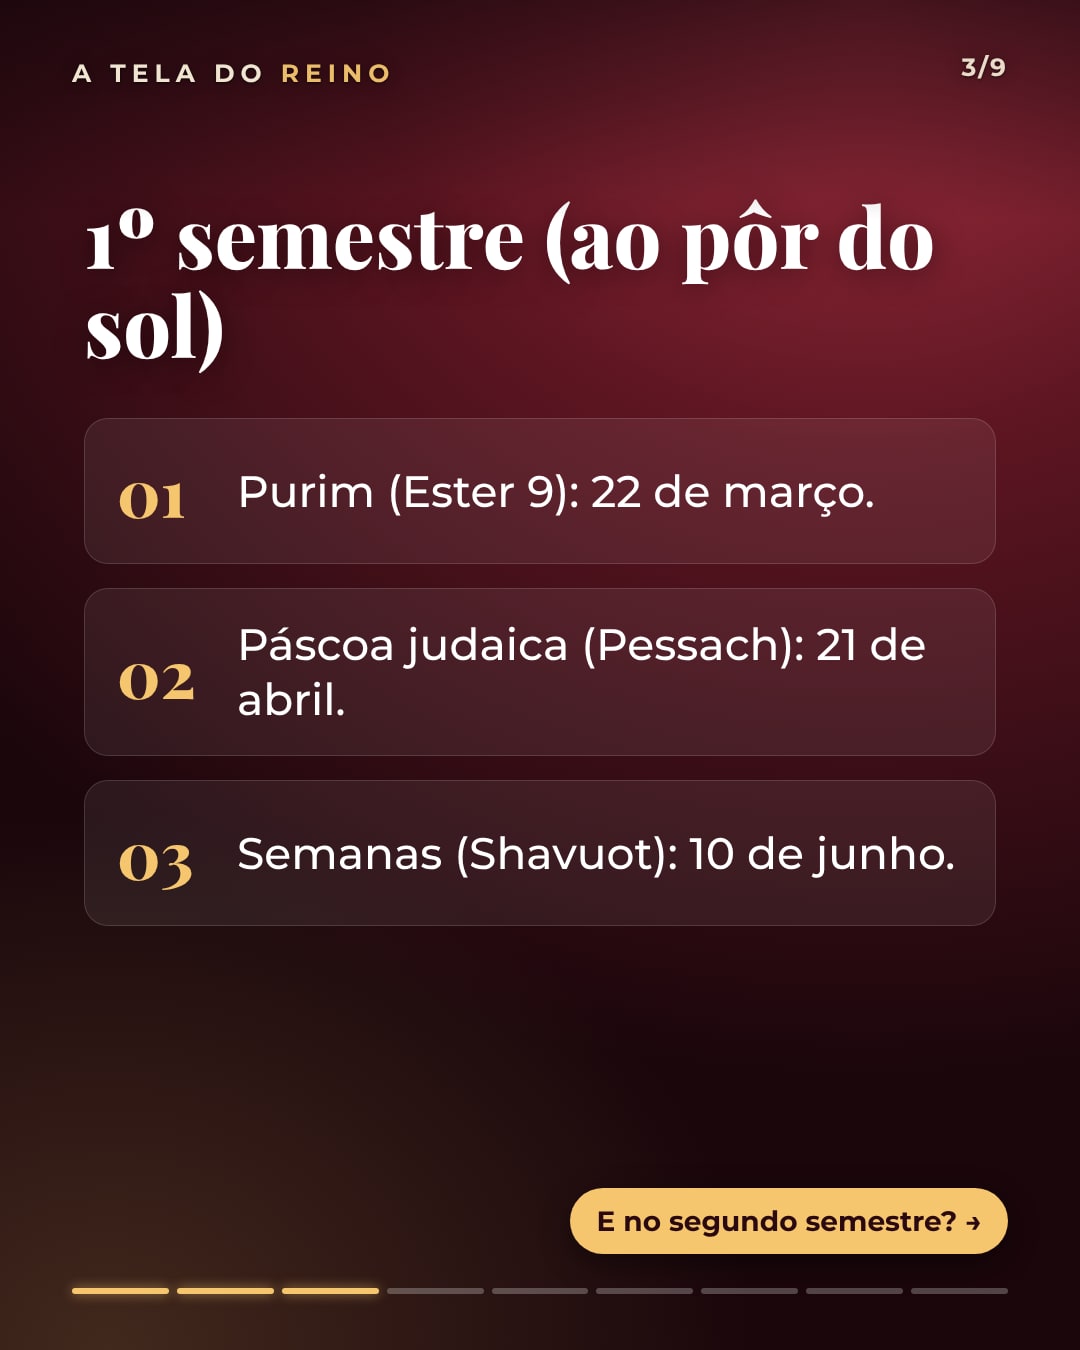 A TELA DO REINO
3/9
1º semestre (ao pôr do
sol)
01 Purim (Ester 9): 22 de março.
02 Páscoa judaica (Pessach): 21 de
abril.
03 Semanas (Shavuot): 10 de junho.
E no segundo semestre? →